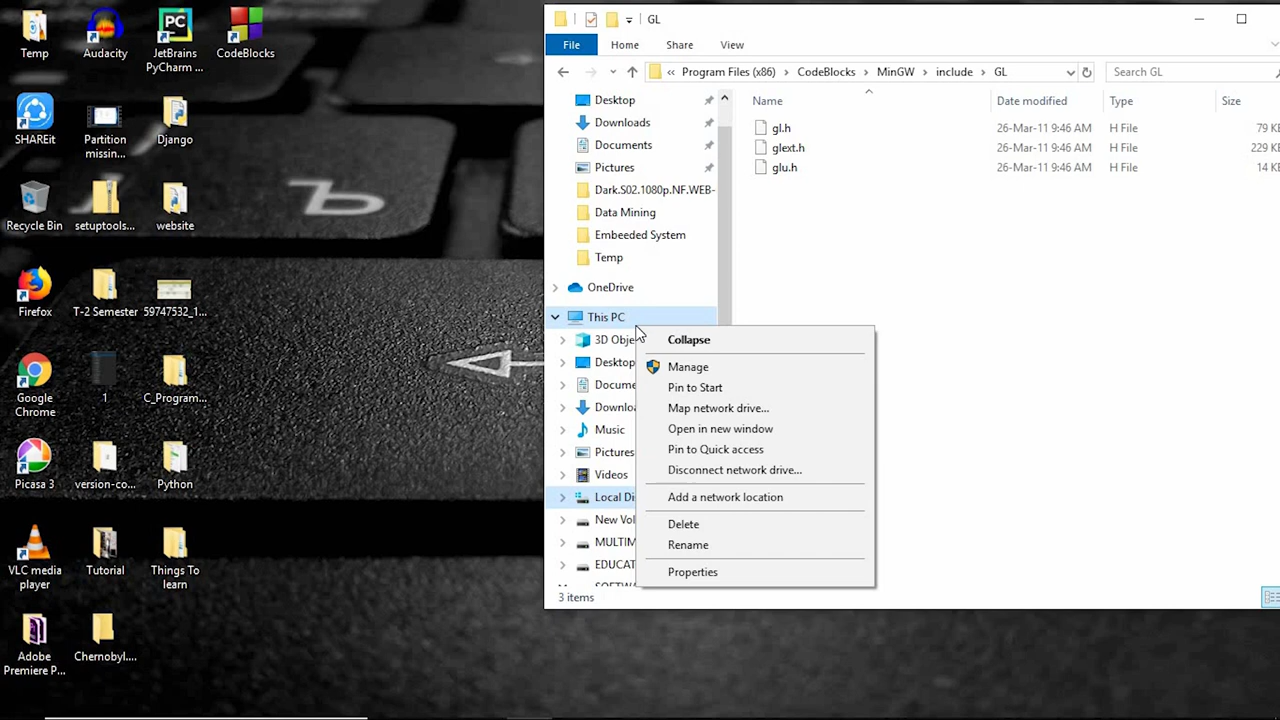 Temp
Audacity
JetBrains
PyCharm ...
CodeBlocks
SHAREit
Partition
missin...
Django
Recycle Bin
setuptools...
website
Firefox
T-2 Semester
59747532_1...
Google
Chrome
1
C_Program...
Picasa 3
version-co...
Python
VLC media
player
Tutorial
Things To
learn
Adobe
Premiere P...
Chernobyl....
GL
File Home Share View
« Program Files (x86) > CodeBlocks > MinGW > include > GL
Search GL
Desktop
Downloads
Documents
Pictures
Dark.S02.1080p.NF.WEB-
Data Mining
Embeeded System
Temp
OneDrive
This PC
3D Obje
Desktop
Docume
Downloa
Music
Pictures
Videos
Local Di
New Vol
MULTIM
EDUCAT
3 items
Name Date modified Type Size
gl.h 26-Mar-11 9:46 AM H File 79 KB
glext.h 26-Mar-11 9:46 AM H File 229 KB
glu.h 26-Mar-11 9:46 AM H File 14 KB
Collapse
Manage
Pin to Start
Map network drive...
Open in new window
Pin to Quick access
Disconnect network drive...
Add a network location
Delete
Rename
Properties
Ъ